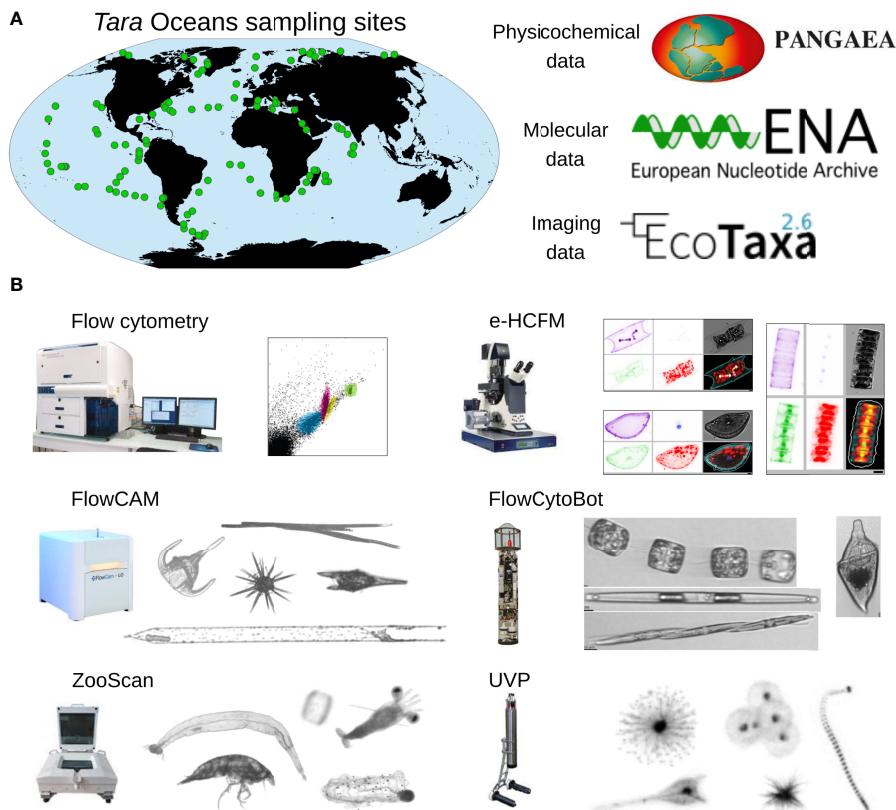 A
Tara Oceans sampling sites
Physicochemical
data
PANGAEA
Molecular
data
ENA
European Nucleotide Archive
Imaging
data
EcoTaxa
2.6
B
Flow cytometry
e-HCFM
FlowCAM
FlowCytoBot
FlowCam
ZooScan
UVP